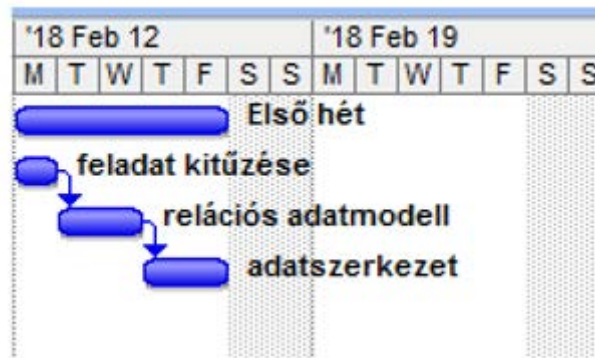 '18 Feb 12 '18 Feb 19
M T W T F S S M T W T F S S
Első hét
feladat kitűzése
relációs adatmodell
adatszerkezet